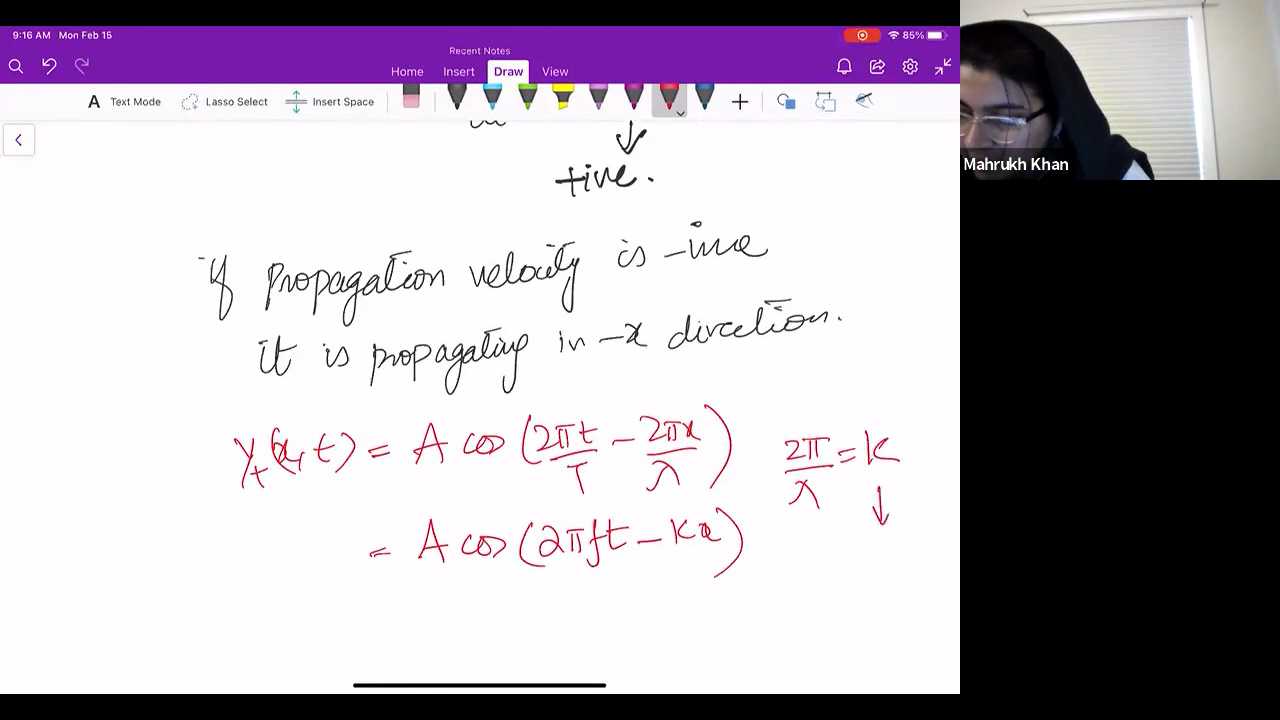 9:16 AM Mon Feb 15
85%
Recent Notes
Home Insert Draw View
Text Mode Lasso Select Insert Space
Mahrukh Khan
+ive.
if propagation velocity is -ive
it is propagating in -x direction.
y+(x,t) = A cos(2πt/T - 2πx/λ) 2π/λ = k
= A cos(2πft - kx)